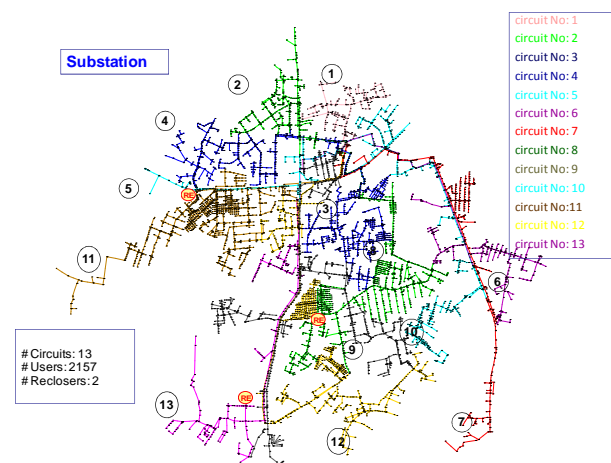 Substation
circuit No: 1
circuit No: 2
circuit No: 3
circuit No: 4
circuit No: 5
circuit No: 6
circuit No: 7
circuit No: 8
circuit No: 9
circuit No: 10
circuit No:11
circuit No: 12
circuit No: 13
1
2
4
5
RE
3
11
6
RE
10
9
# Circuits: 13
# Users: 2157
# Reclosers: 2
RE
13
7
12